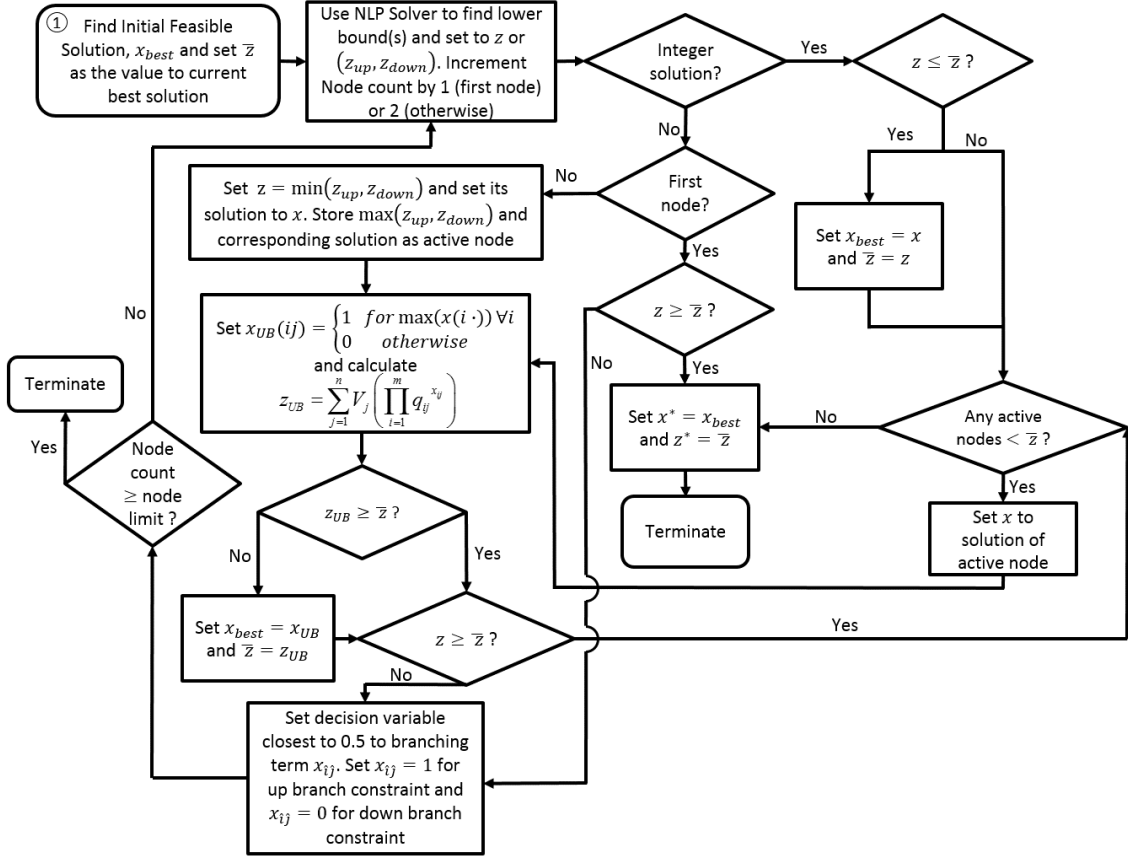 ① Find Initial Feasible
Solution, x_best and set z̅
as the value to current
best solution
Use NLP Solver to find lower
bound(s) and set to z or
(z_up, z_down). Increment
Node count by 1 (first node)
or 2 (otherwise)
Integer
solution?
Yes
z ≤ z̅ ?
No
Yes
No
First
node?
No
Set z = min(z_up, z_down) and set its
solution to x. Store max(z_up, z_down) and
corresponding solution as active node
Yes
Set x_best = x
and z̅ = z
z ≥ z̅ ?
No
No
Yes
Set x_UB(ij) = {1 for max(x(i ·)) ∀i
0 otherwise
and calculate
z_UB = ∑_{j=1}^{n} V_j (∏_{i=1}^{m} q_ij^{x_ij})
Terminate
Yes
Node
count
≥ node
limit ?
Set x* = x_best
and z* = z̅
No
Any active
nodes < z̅ ?
Yes
Terminate
Set x to
solution of
active node
z_UB ≥ z̅ ?
No
Yes
Set x_best = x_UB
and z̅ = z_UB
z ≥ z̅ ?
Yes
No
Set decision variable
closest to 0.5 to branching
term x_îĵ. Set x_îĵ = 1 for
up branch constraint and
x_îĵ = 0 for down branch
constraint